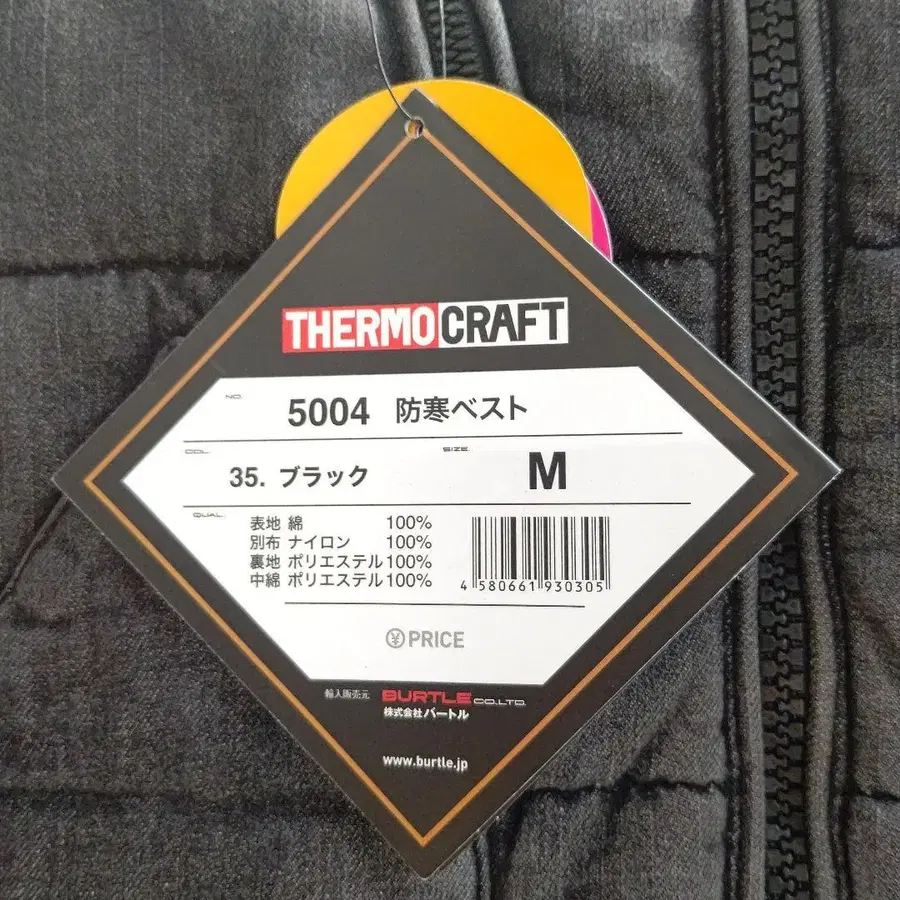 THERMO CRAFT
NO.
5004 防寒ベスト
COL. SIZE
35. ブラック M
QUAL.
表地 綿 100%
別布 ナイロン 100%
裏地 ポリエステル 100%
中綿 ポリエステル 100%
4 580661 930305
¥ PRICE
輸入販売元 BURTLE CO.,LTD.
株式会社バートル
www.burtle.jp